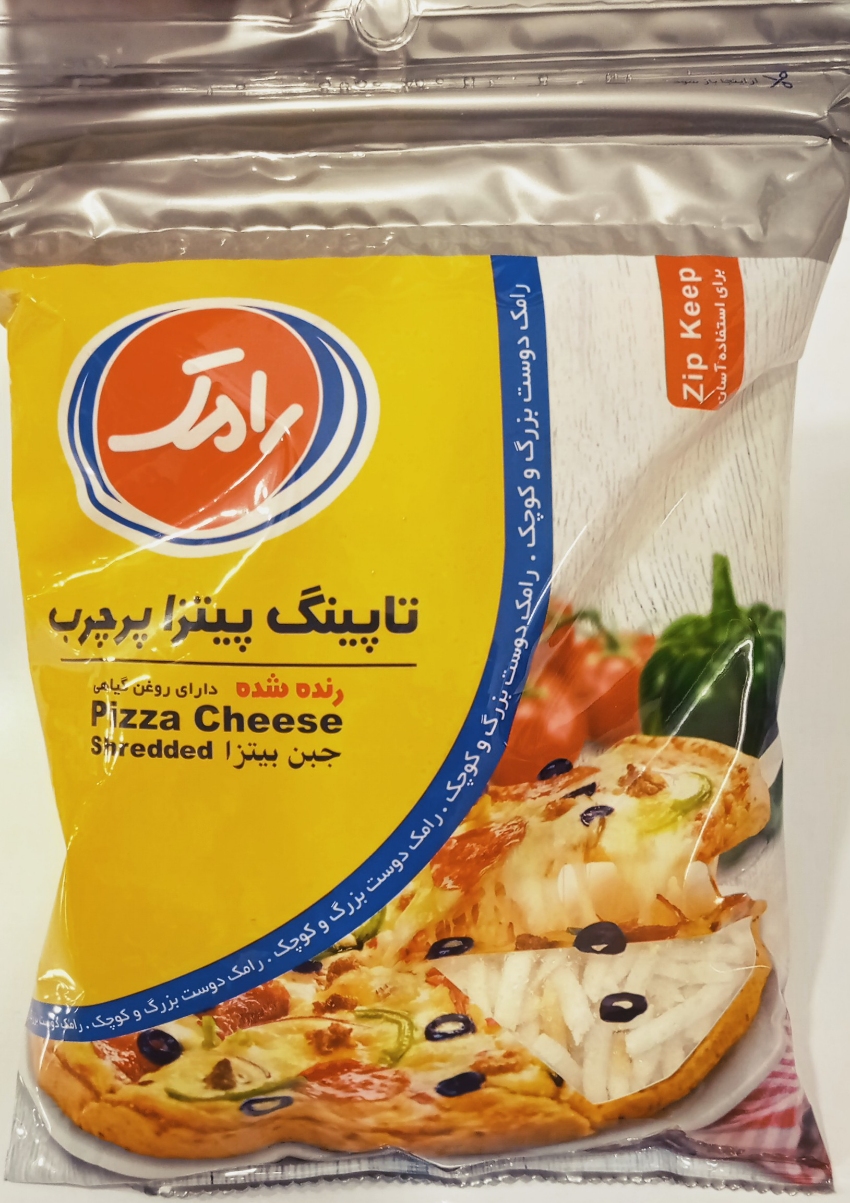 Zip Keep
برای استفاده آسان
رامک
تاپینگ پیتزا پرچرب
رنده شده دارای روغن گیاهی
Pizza Cheese
Shredded جبن بيتزا
رامک دوست بزرگ و کوچک . رامک دوست بزرگ و کوچک . رامک دوست بزرگ و کوچک . رامک دوست بزرگ و کوچک .